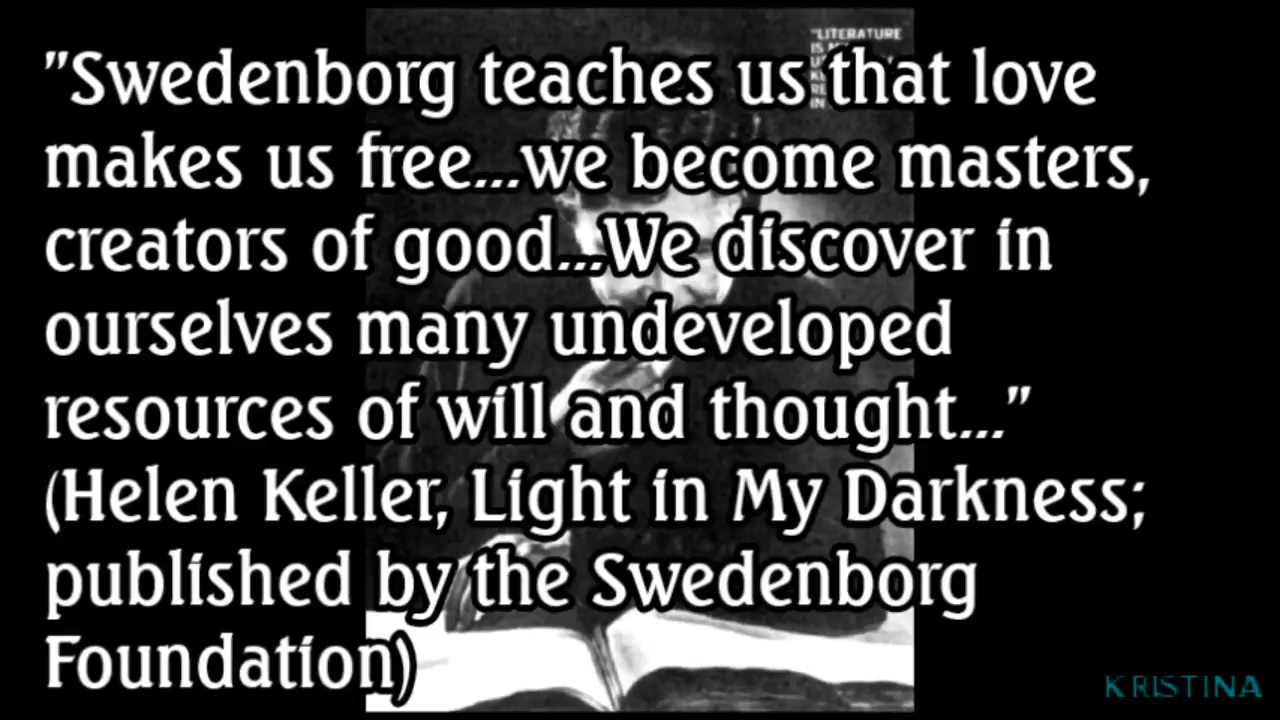 "Swedenborg teaches us that love
makes us free...we become masters,
creators of good...We discover in
ourselves many undeveloped
resources of will and thought..."
(Helen Keller, Light in My Darkness;
published by the Swedenborg
Foundation)
"LITERATURE
IS
IN
KRISTINA